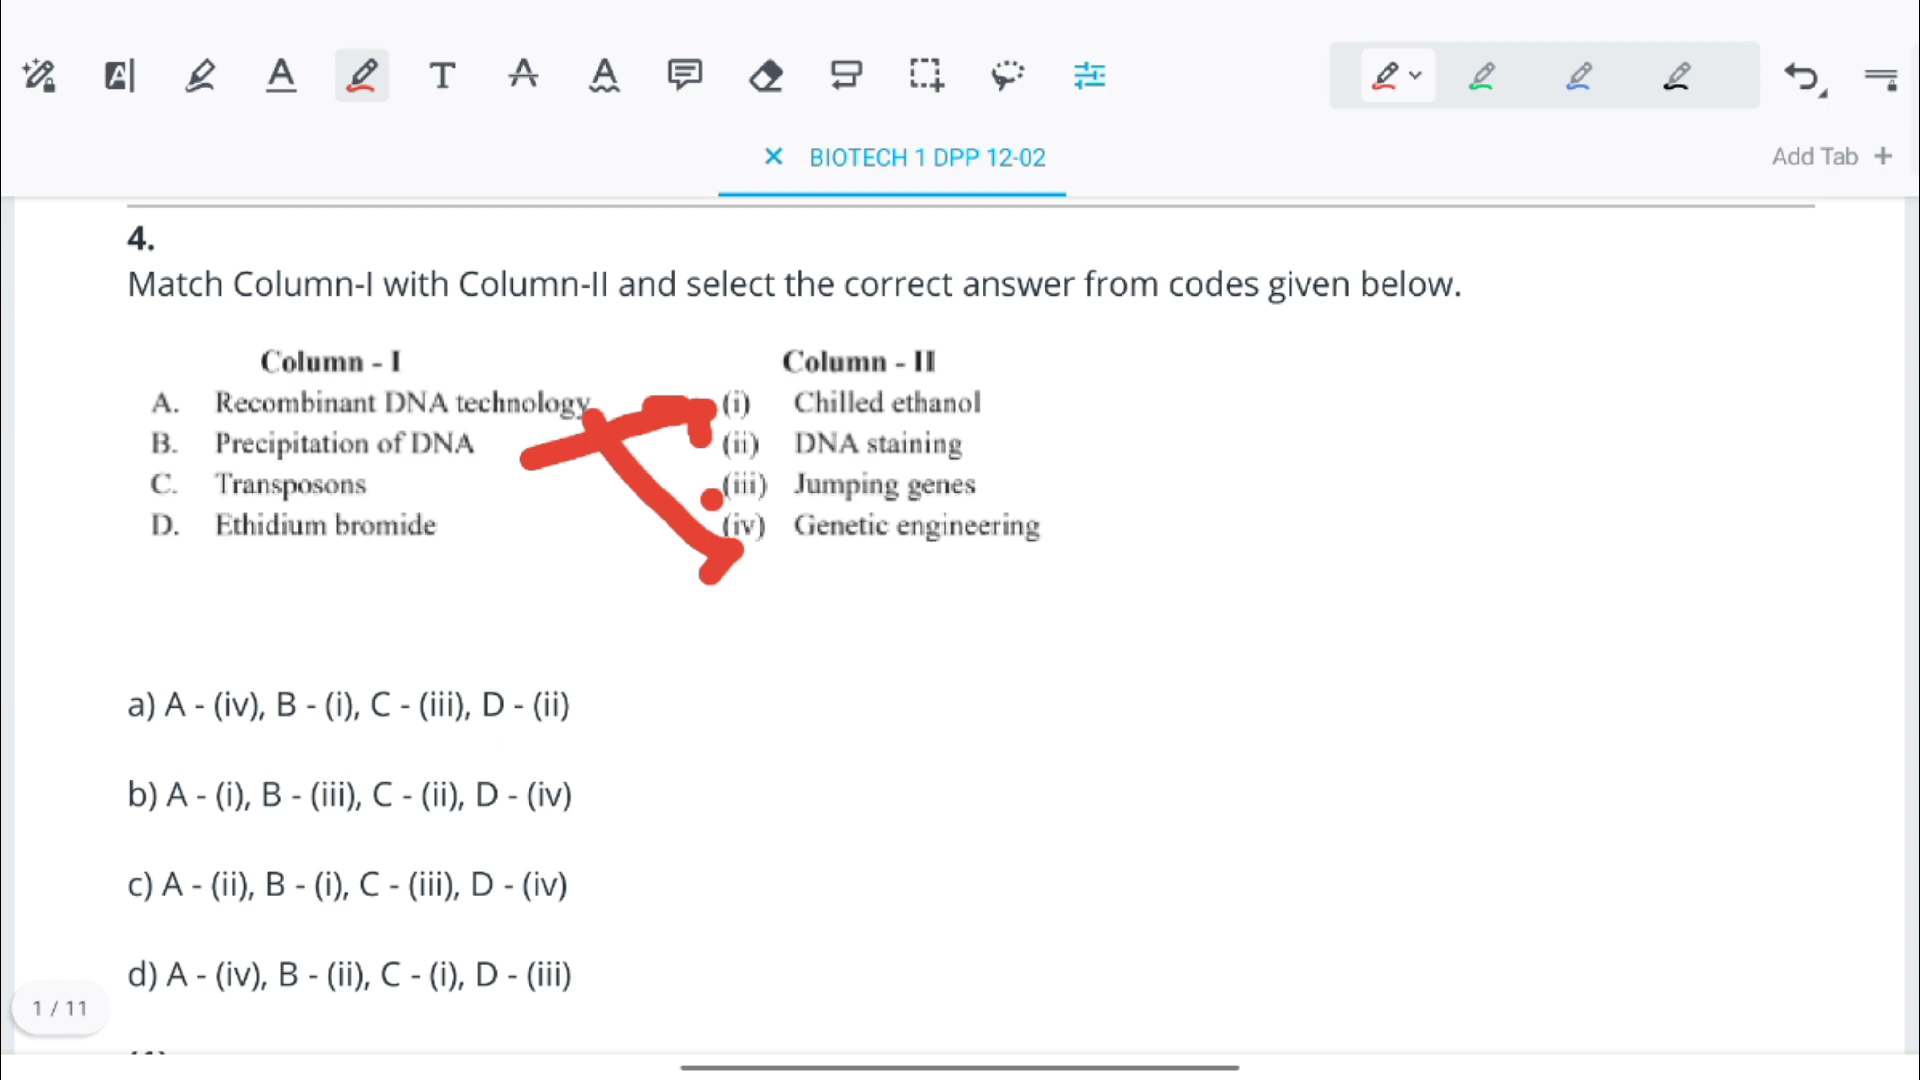 BIOTECH 1 DPP 12-02
Add Tab +
4.
Match Column-I with Column-II and select the correct answer from codes given below.
Column - I Column - II
A. Recombinant DNA technology (i) Chilled ethanol
B. Precipitation of DNA (ii) DNA staining
C. Transposons (iii) Jumping genes
D. Ethidium bromide (iv) Genetic engineering
a) A - (iv), B - (i), C - (iii), D - (ii)
b) A - (i), B - (iii), C - (ii), D - (iv)
c) A - (ii), B - (i), C - (iii), D - (iv)
d) A - (iv), B - (ii), C - (i), D - (iii)
1 / 11